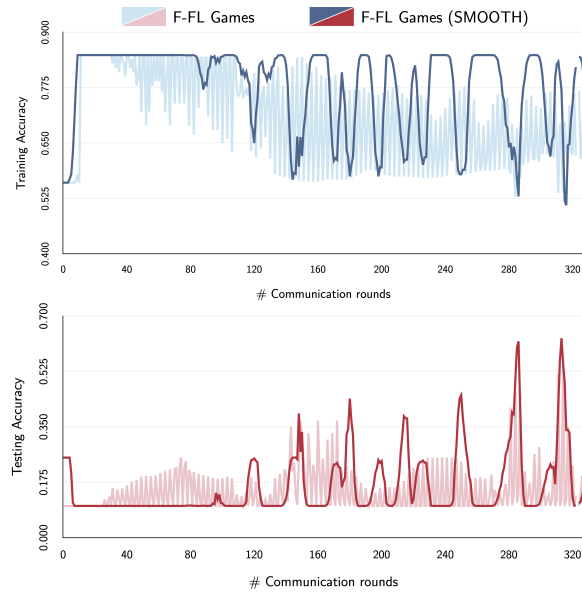 F-FL Games
F-FL Games (SMOOTH)
Training Accuracy
0.900
0.775
0.650
0.525
0.400
0 40 80 120 160 200 240 280 320
# Communication rounds
Testing Accuracy
0.700
0.525
0.350
0.175
0.000
0 40 80 120 160 200 240 280 320
# Communication rounds